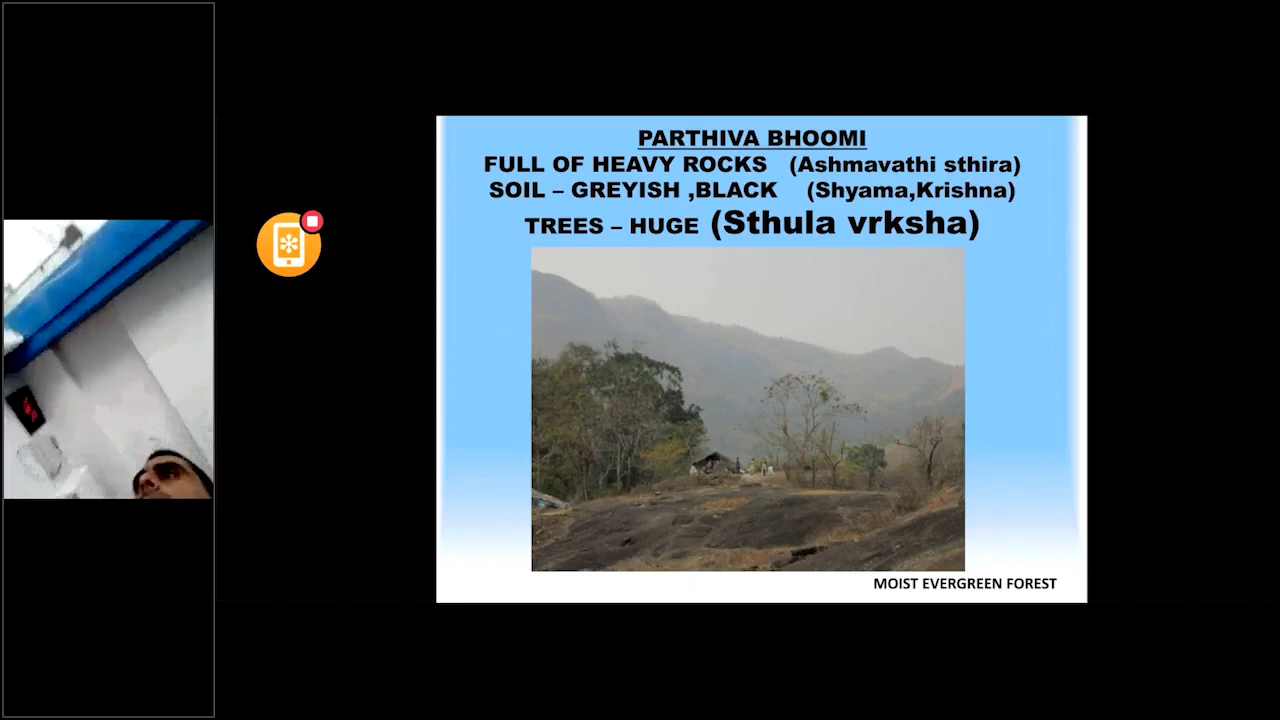 PARTHIVA BHOOMI
FULL OF HEAVY ROCKS (Ashmavathi sthira)
SOIL – GREYISH ,BLACK (Shyama,Krishna)
TREES – HUGE (Sthula vrksha)
MOIST EVERGREEN FOREST